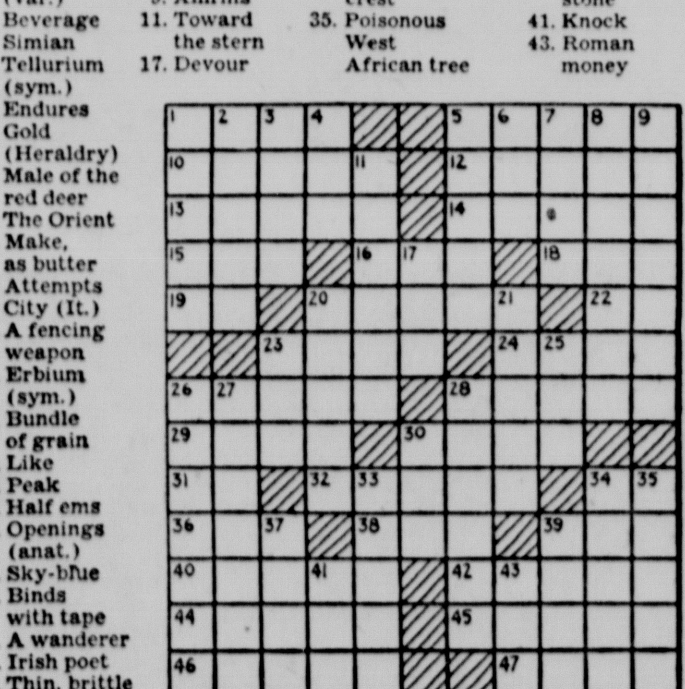 (Var.)
Beverage
Simian
Tellurium
(sym.)
Endures
Gold
(Heraldry)
Male of the
red deer
The Orient
Make,
as butter
Attempts
City (It.)
A fencing
weapon
Erbium
(sym.)
Bundle
of grain
Like
Peak
Half ems
Openings
(anat.)
Sky-blue
Binds
with tape
A wanderer
Irish poet
Thin, brittle
11. Toward
the stern
17. Devour
crest
35. Poisonous
West
African tree
stone
41. Knock
43. Roman
money
1 2 3 4 5 6 7 8 9
10 11 12
13 14
15 16 17 18
19 20 21 22
23 24 25
26 27 28
29 30
31 32 33 34 35
36 37 38 39
40 41 42 43
44 45
46 47